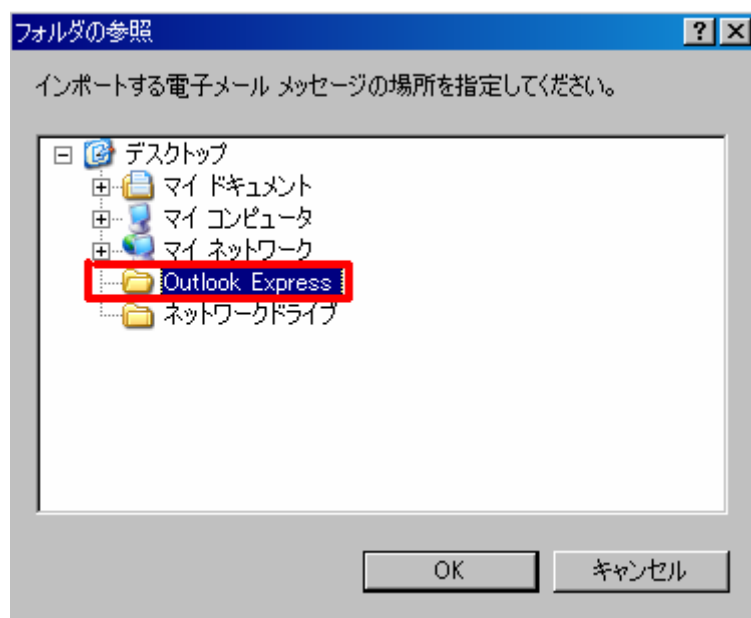 フォルダの参照
インポートする電子メール メッセージの場所を指定してください。
デスクトップ
マイ ドキュメント
マイ コンピュータ
マイ ネットワーク
Outlook Express
ネットワークドライブ
OK
キャンセル